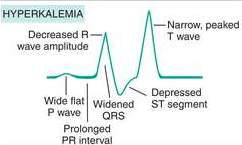 HYPERKALEMIA
Decreased R
wave amplitude
Narrow, peaked
T wave
Wide flat
P wave
Prolonged
PR interval
Widened
QRS
Depressed
ST segment